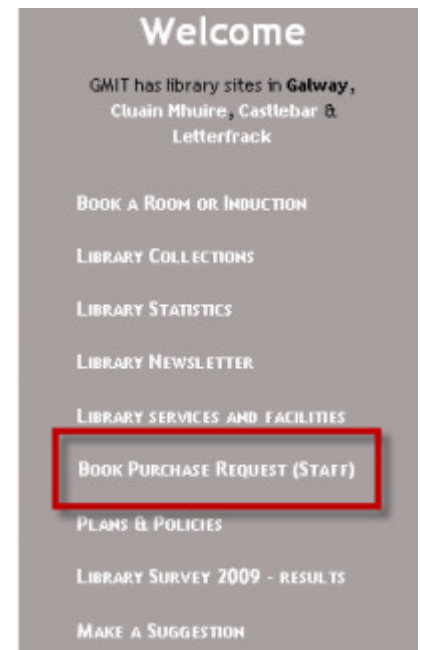 Welcome
GMIT has library sites in Galway,
Cluain Mhuire, Castlebar &
Letterfrack
Book a Room or Induction
Library Collections
Library Statistics
Library Newsletter
Library services and facilities
Book Purchase Request (Staff)
Plans & Policies
Library Survey 2009 - results
Make a Suggestion